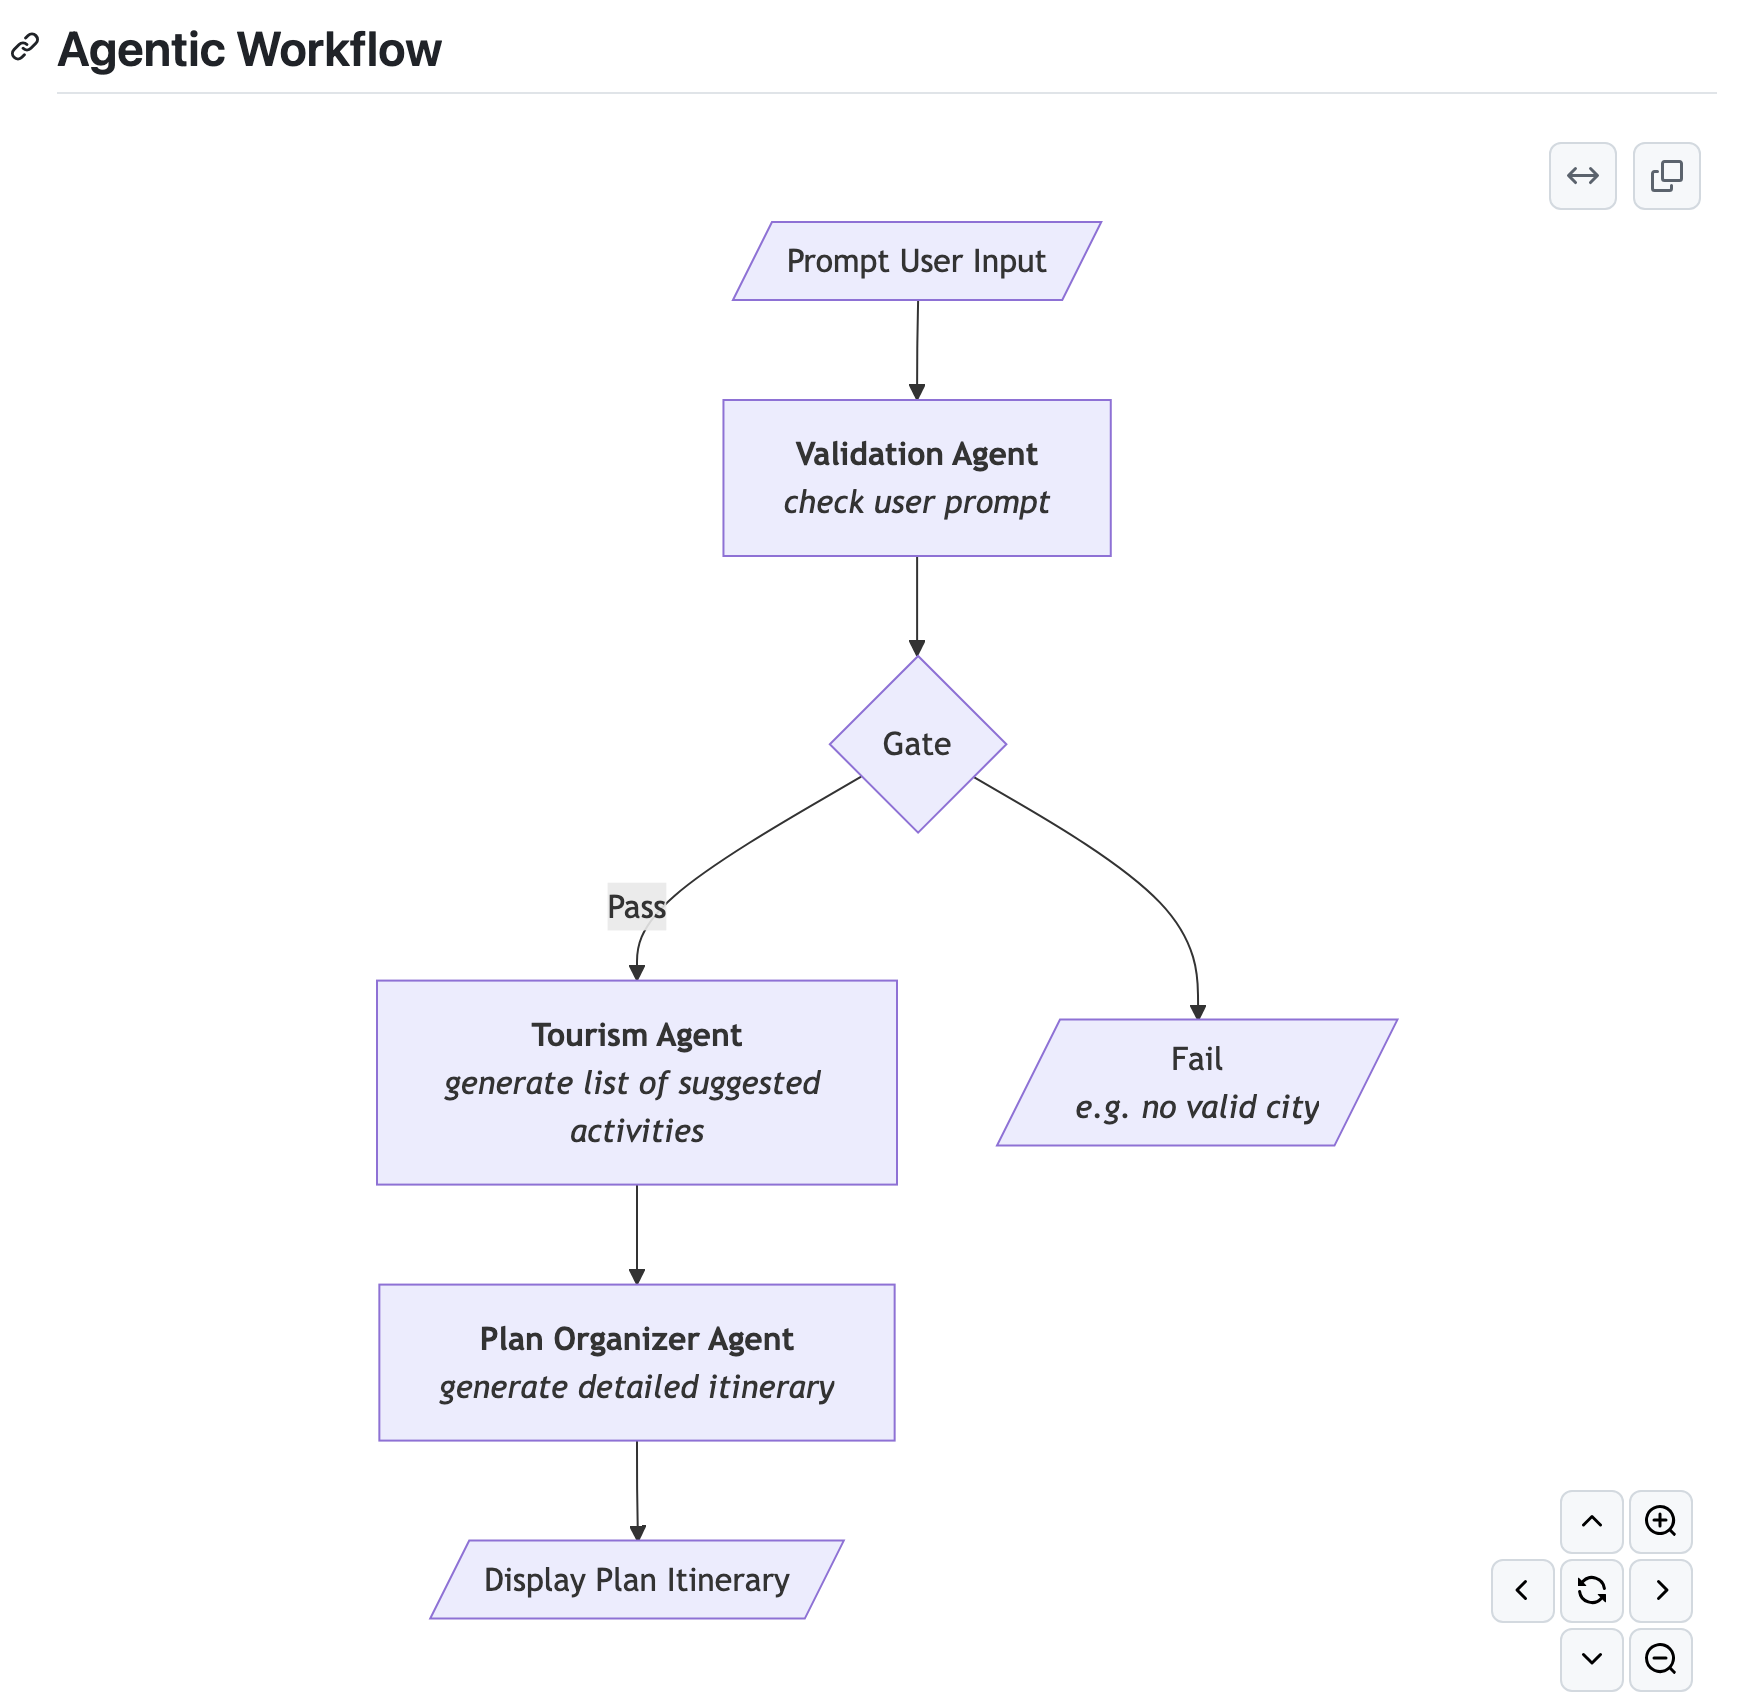 Agentic Workflow
Prompt User Input
Validation Agent
check user prompt
Gate
Pass
Tourism Agent
generate list of suggested
activities
Fail
e.g. no valid city
Plan Organizer Agent
generate detailed itinerary
Display Plan Itinerary